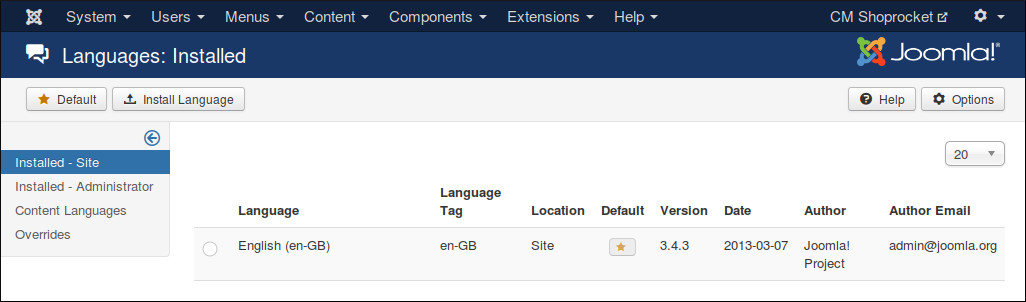 System Users Menus Content Components Extensions Help CM Shoprocket
Languages: Installed Joomla!®
Default Install Language Help Options
Installed - Site
Installed - Administrator
Content Languages
Overrides
20
Language Language Tag Location Default Version Date Author Author Email
English (en-GB) en-GB Site 3.4.3 2013-03-07 Joomla! Project admin@joomla.org